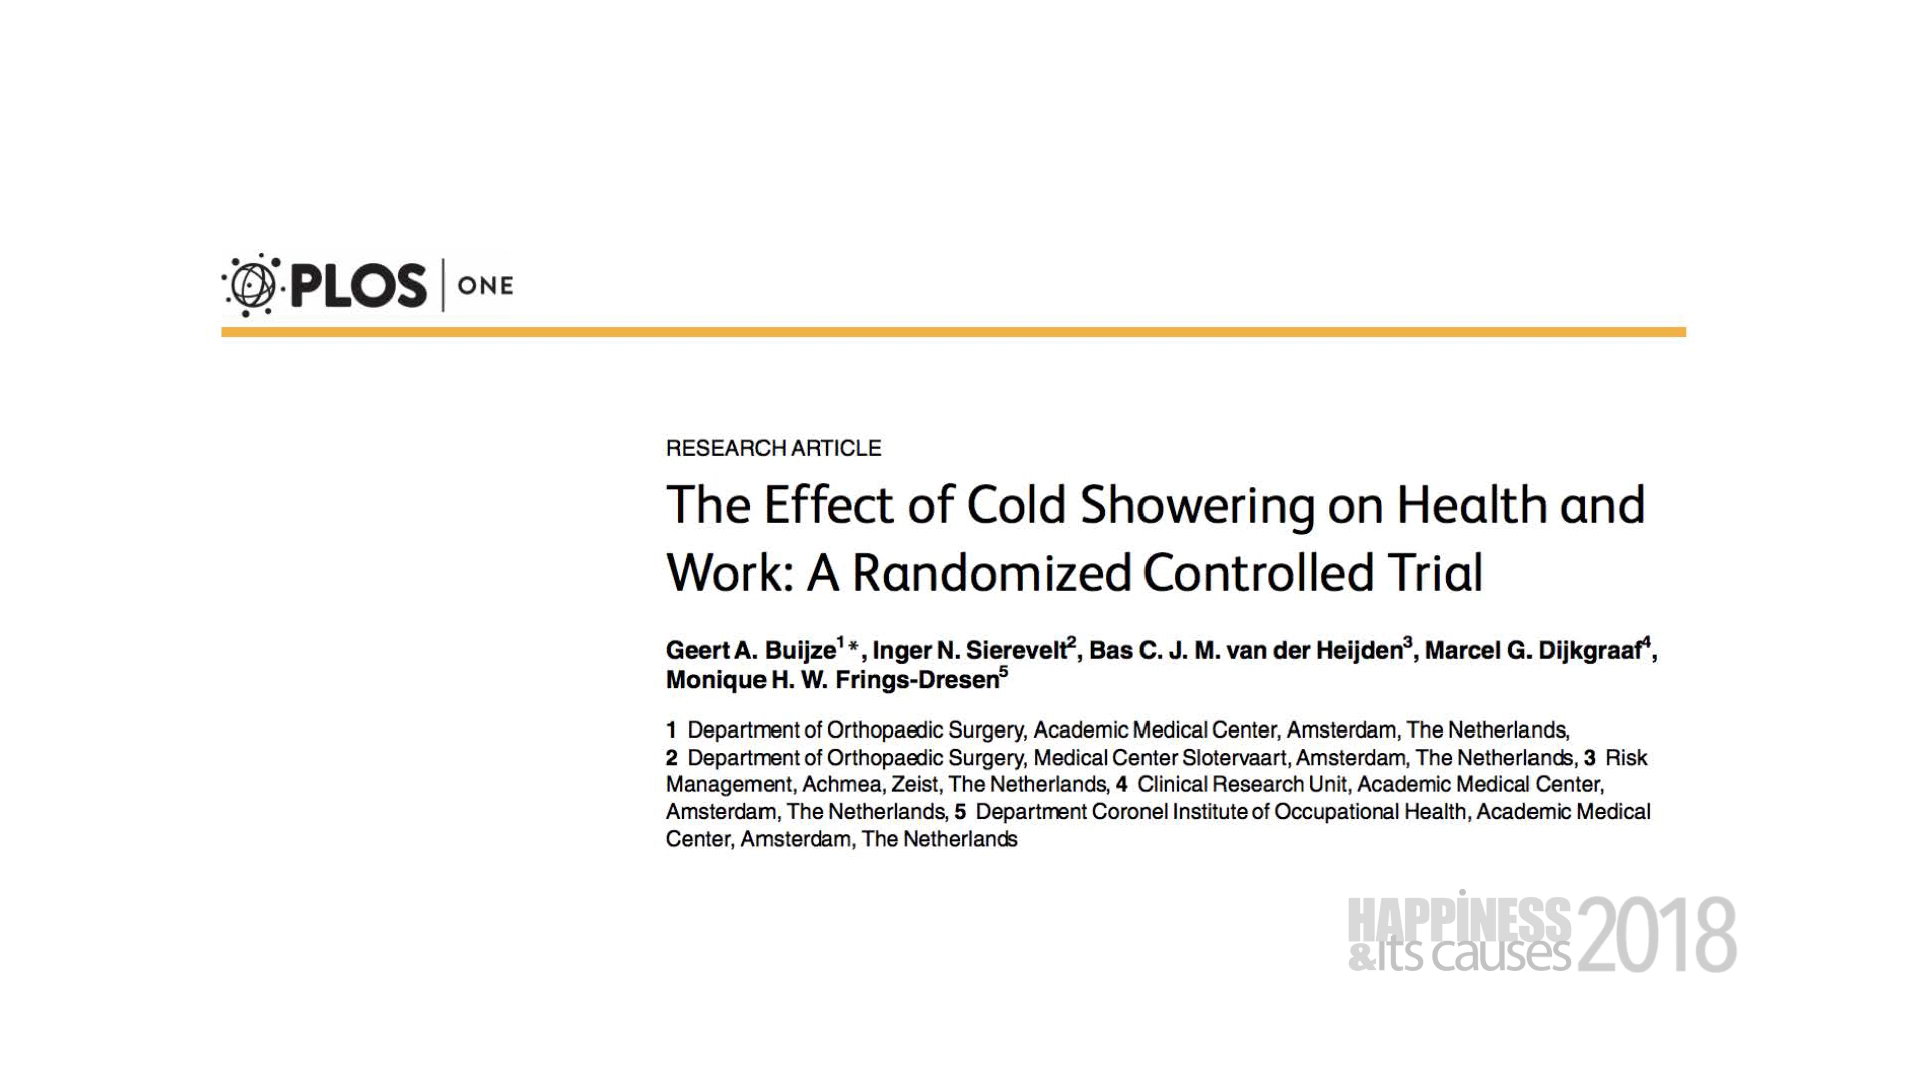 PLOS ONE
RESEARCH ARTICLE
The Effect of Cold Showering on Health and
Work: A Randomized Controlled Trial
Geert A. Buijze1*, Inger N. Sierevelt2, Bas C. J. M. van der Heijden3, Marcel G. Dijkgraaf4,
Monique H. W. Frings-Dresen5
1 Department of Orthopaedic Surgery, Academic Medical Center, Amsterdam, The Netherlands,
2 Department of Orthopaedic Surgery, Medical Center Slotervaart, Amsterdam, The Netherlands, 3 Risk
Management, Achmea, Zeist, The Netherlands, 4 Clinical Research Unit, Academic Medical Center,
Amsterdam, The Netherlands, 5 Department Coronel Institute of Occupational Health, Academic Medical
Center, Amsterdam, The Netherlands
HAPPINESS
&its causes 2018